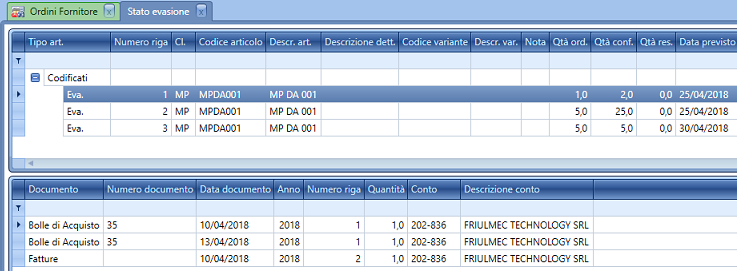 Ordini Fornitore Stato evasione
Tipo art. Numero riga Cl. Codice articolo Descr. art. Descrizione dett. Codice variante Descr. var. Nota Qtà ord. Qtà conf. Qtà res. Data previsto
Codificati
Eva. 1 MP MPDA001 MP DA 001 1,0 2,0 0,0 25/04/2018
Eva. 2 MP MPDA001 MP DA 001 5,0 25,0 0,0 25/04/2018
Eva. 3 MP MPDA001 MP DA 001 5,0 5,0 0,0 30/04/2018
Documento Numero documento Data documento Anno Numero riga Quantità Conto Descrizione conto
Bolle di Acquisto 35 10/04/2018 2018 1 1,0 202-836 FRIULMEC TECHNOLOGY SRL
Bolle di Acquisto 35 13/04/2018 2018 1 1,0 202-836 FRIULMEC TECHNOLOGY SRL
Fatture 10/04/2018 2018 2 1,0 202-836 FRIULMEC TECHNOLOGY SRL